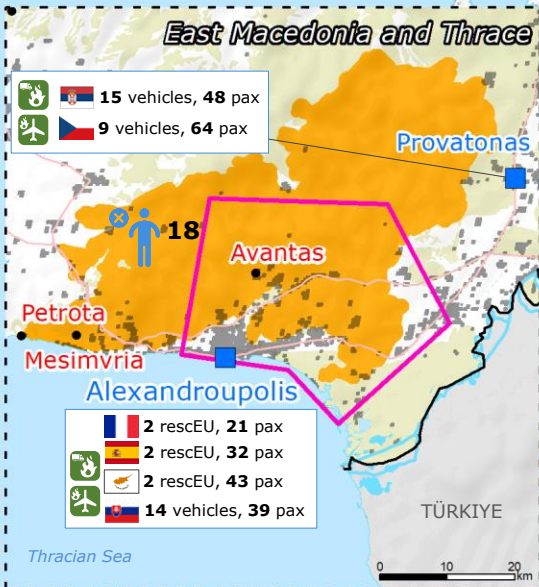 East Macedonia and Thrace
15 vehicles, 48 pax
9 vehicles, 64 pax
Provatonas
18
Avantas
Petrota
Mesimvria
Alexandroupolis
2 rescEU, 21 pax
2 rescEU, 32 pax
2 rescEU, 43 pax
14 vehicles, 39 pax
TÜRKIYE
Thracian Sea
0 10 20
km